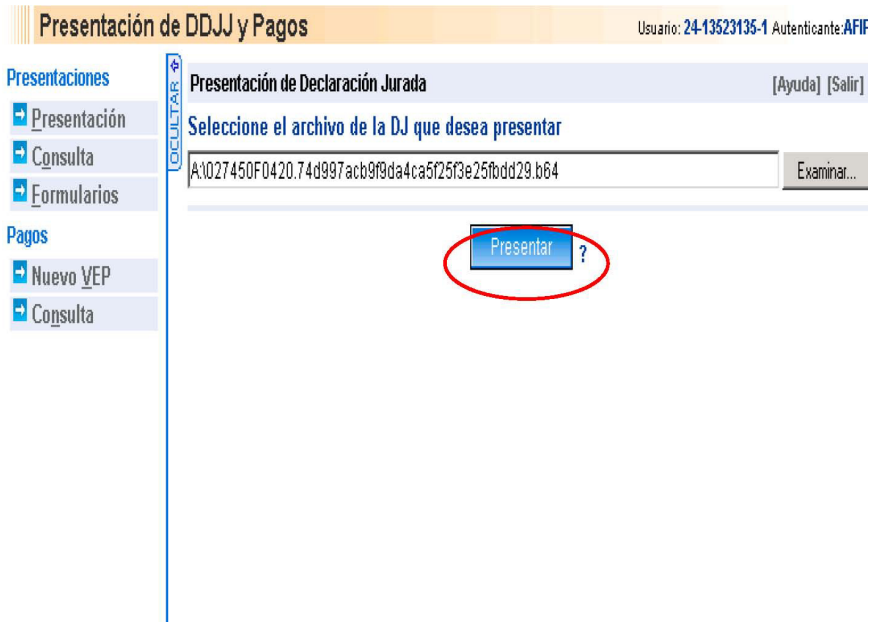 Presentación de DDJJ y Pagos
Usuario: 24-13523135-1 Autenticante:AFIP
Presentaciones
Presentación
Consulta
Formularios
Pagos
Nuevo VEP
Consulta
OCULTAR
Presentación de Declaración Jurada
[Ayuda] [Salir]
Seleccione el archivo de la DJ que desea presentar
A:\027450F0420.74d997acb9f9da4ca5f25f3e25fbdd29.b64
Examinar...
Presentar ?